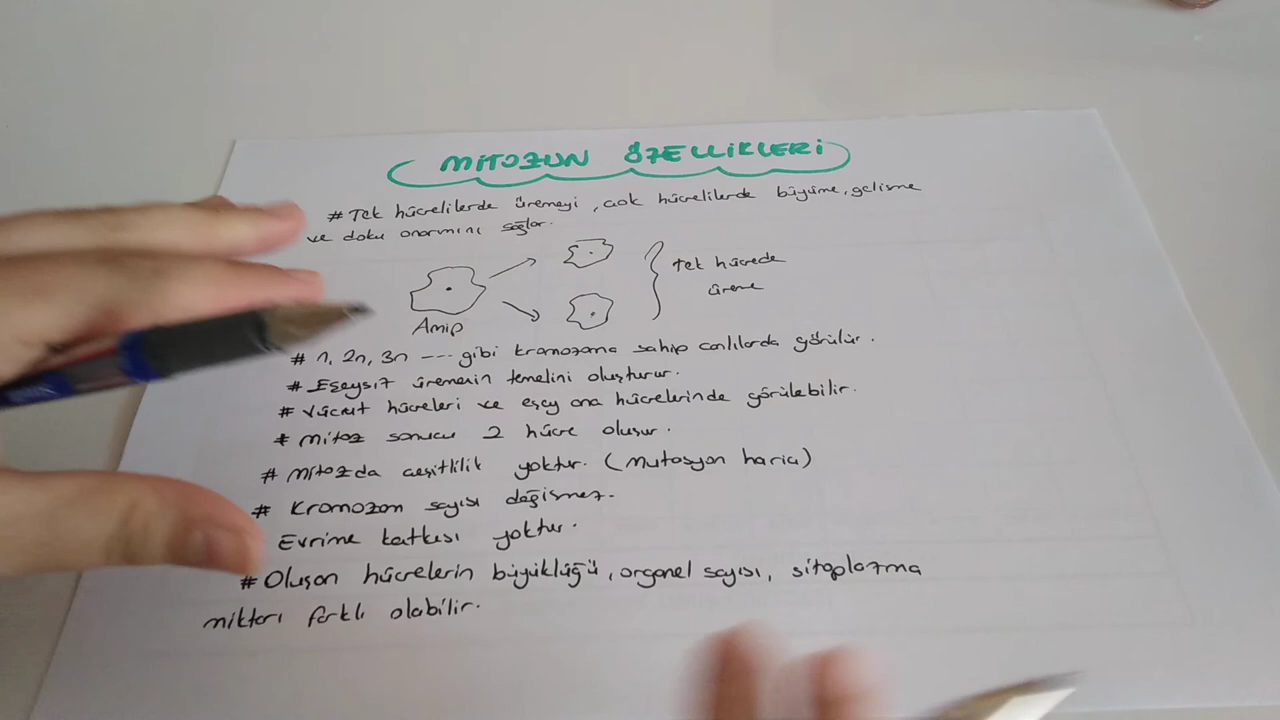 MİTOZUN ÖZELLİKLERİ
# Tek hücrelilerde üremeyi, çok hücrelilerde büyüme, gelişme
ve doku onarımını sağlar.
Tek hücrede
üreme
Amip
# n, 2n, 3n ---- gibi kromozoma sahip canlılarda görülür.
# Eşeysiz üremenin temelini oluşturur.
# Vücut hücreleri ve eşey ana hücrelerinde görülebilir.
# Mitoz sonucu 2 hücre oluşur.
# Mitozda çeşitlilik yoktur. (Mutasyon hariç)
# Kromozom sayısı değişmez.
Evrime katkısı yoktur.
# Oluşan hücrelerin büyüklüğü, organel sayısı, sitoplazma
miktarı farklı olabilir.